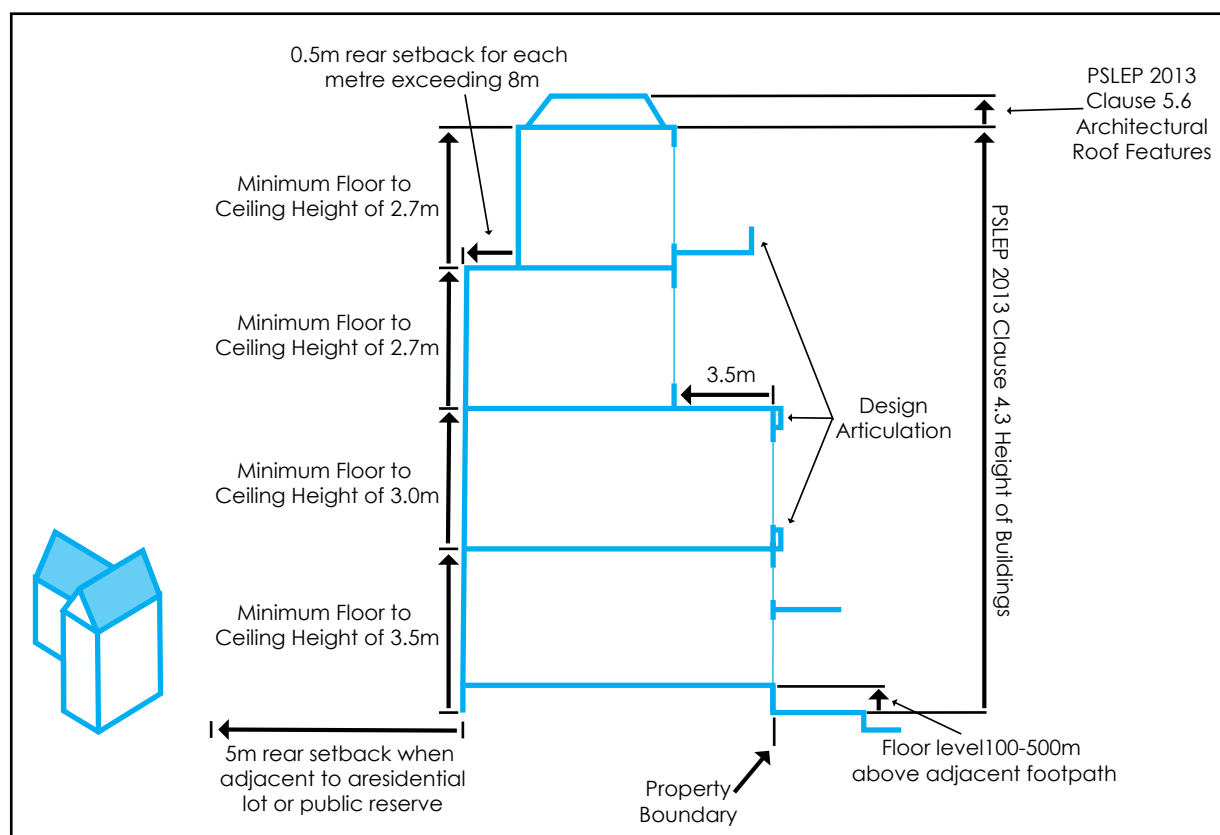 0.5m rear setback for each
metre exceeding 8m
PSLEP 2013
Clause 5.6
Architectural
Roof Features
Minimum Floor to
Ceiling Height of 2.7m
PSLEP 2013 Clause 4.3 Height of Buildings
Minimum Floor to
Ceiling Height of 2.7m
3.5m
Design
Articulation
Minimum Floor to
Ceiling Height of 3.0m
Minimum Floor to
Ceiling Height of 3.5m
5m rear setback when
adjacent to aresidential
lot or public reserve
Property
Boundary
Floor level100-500m
above adjacent footpath